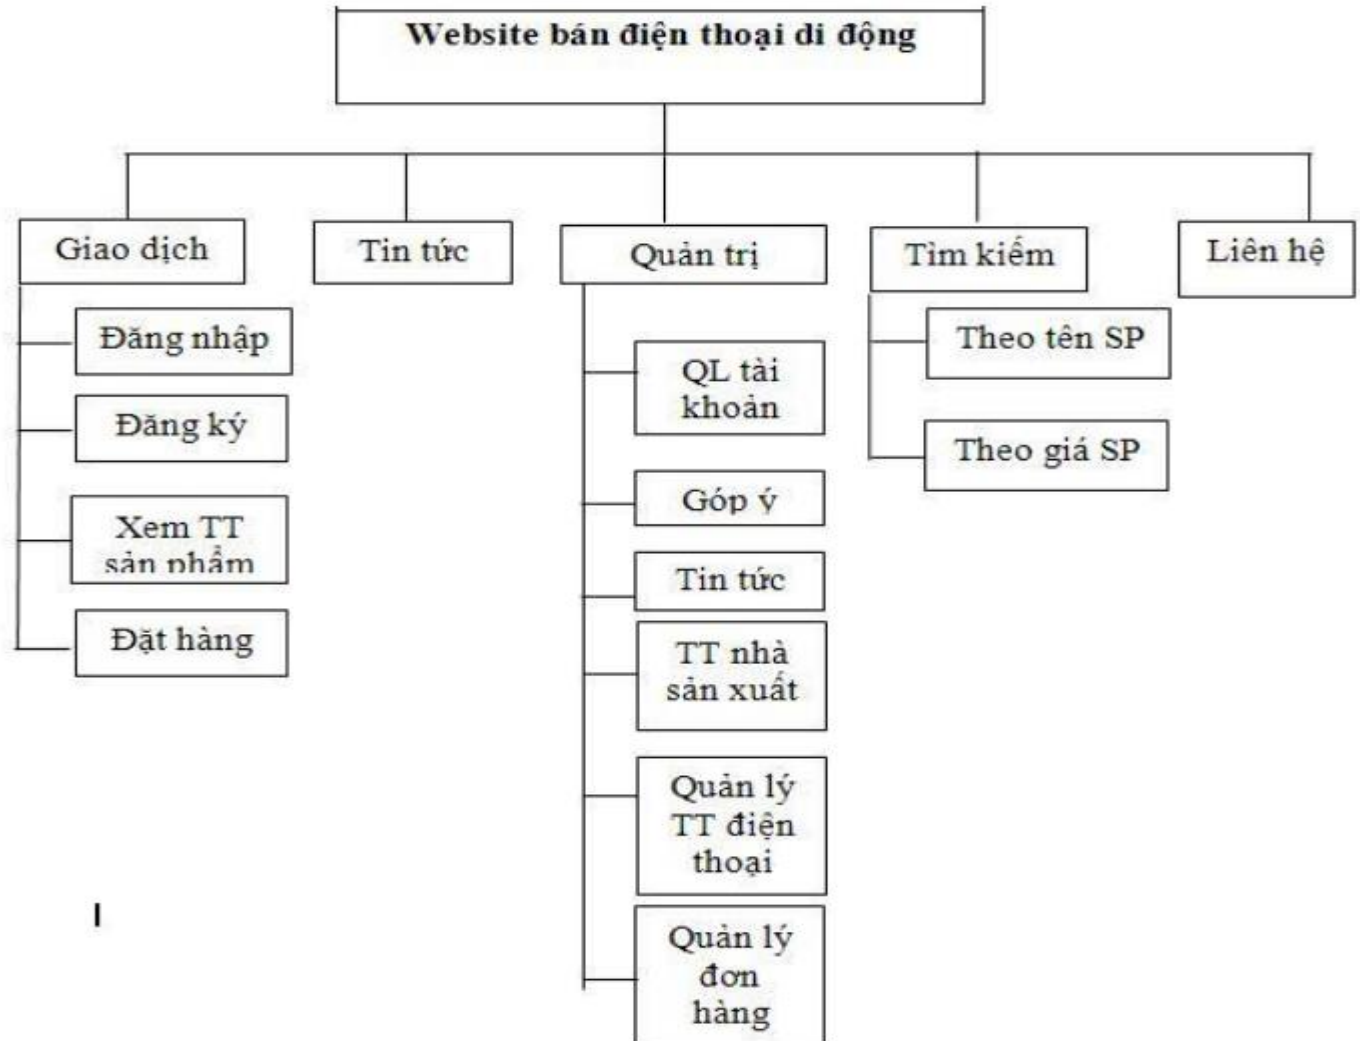 Website bán điện thoại di động
Giao dịch
Tin tức
Quản trị
Tìm kiếm
Liên hệ
Đăng nhập
Đăng ký
Xem TT
sản phẩm
Đặt hàng
QL tài
khoản
Góp ý
Tin tức
TT nhà
sản xuất
Quản lý
TT điện
thoại
Quản lý
đơn
hàng
Theo tên SP
Theo giá SP